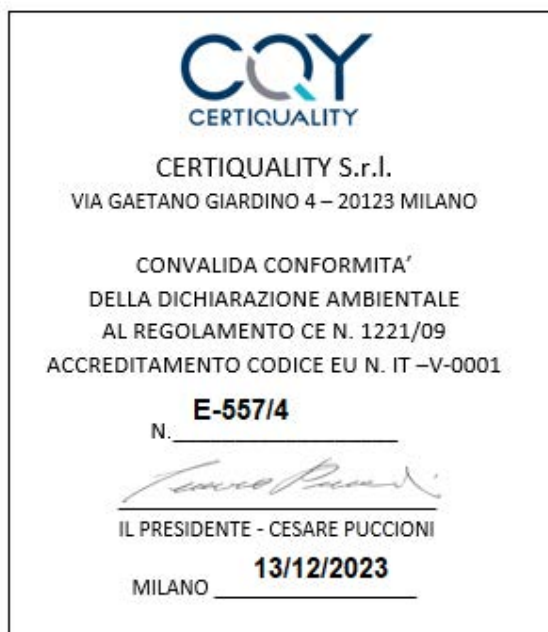 CQY
CERTIQUALITY
CERTIQUALITY S.r.l.
VIA GAETANO GIARDINO 4 – 20123 MILANO
CONVALIDA CONFORMITA’
DELLA DICHIARAZIONE AMBIENTALE
AL REGOLAMENTO CE N. 1221/09
ACCREDITAMENTO CODICE EU N. IT –V-0001
N. E-557/4
IL PRESIDENTE - CESARE PUCCIONI
MILANO 13/12/2023